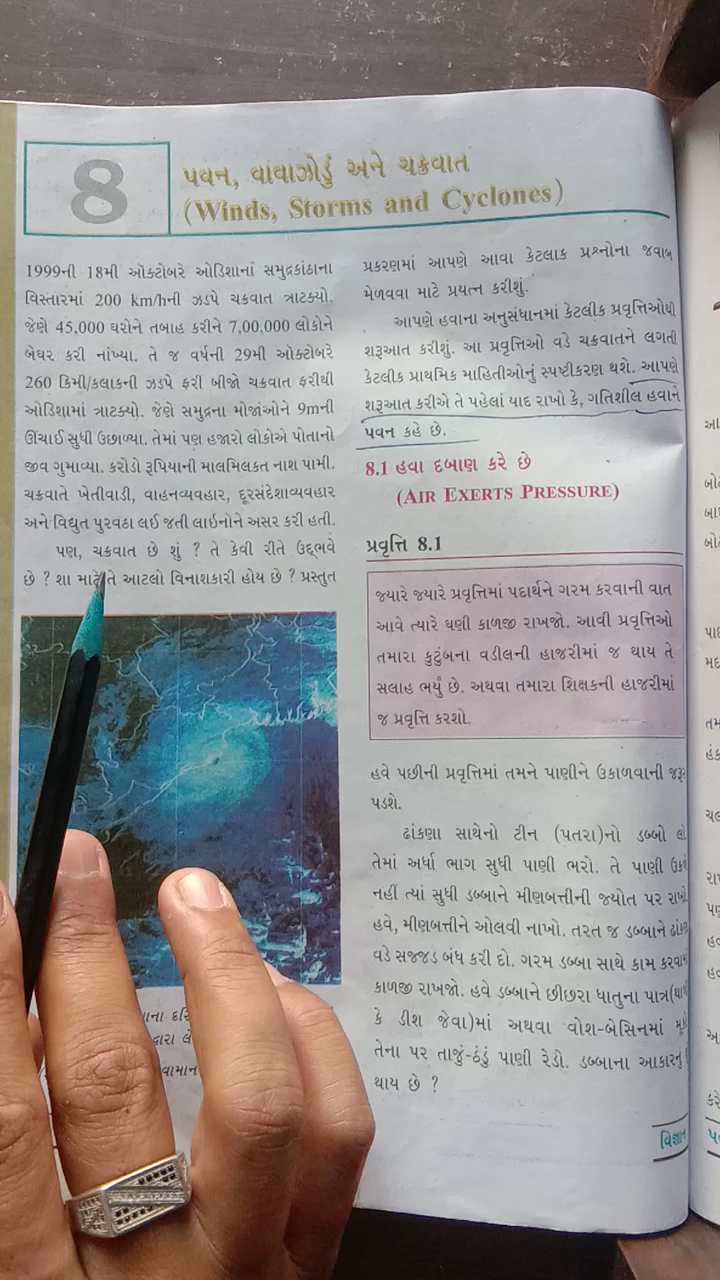 8
પવન, વાવાઝોડું અને ચક્રવાત
(Winds, Storms and Cyclones)
1999ની 18મી ઑક્ટોબરે ઓડિશાનાં સમુદ્રકાંઠાના
વિસ્તારમાં 200 km/hની ઝડપે ચક્રવાત ત્રાટક્યો.
જેણે 45,000 ઘરોને તબાહ કરીને 7,00,000 લોકોને
બેઘર કરી નાંખ્યા. તે જ વર્ષની 29મી ઑક્ટોબરે
260 કિમી/કલાકની ઝડપે ફરી બીજો ચક્રવાત ફરીથી
ઓડિશામાં ત્રાટક્યો. જેણે સમુદ્રના મોજાંઓને 9mની
ઊંચાઈ સુધી ઉછાળ્યા. તેમાં પણ હજારો લોકોએ પોતાનો
જીવ ગુમાવ્યા. કરોડો રૂપિયાની માલમિલકત નાશ પામી.
ચક્રવાતે ખેતીવાડી, વાહનવ્યવહાર, દૂરસંદેશાવ્યવહાર
અને વિદ્યુત પુરવઠા લઈ જતી લાઇનોને અસર કરી હતી.
પણ, ચક્રવાત છે શું ? તે કેવી રીતે ઉદ્દભવે
છે ? શા માટે તે આટલો વિનાશકારી હોય છે ? પ્રસ્તુત
પ્રકરણમાં આપણે આવા કેટલાક પ્રશ્નોના જવાબ
મેળવવા માટે પ્રયત્ન કરીશું.
આપણે હવાના અનુસંધાનમાં કેટલીક પ્રવૃત્તિઓથી
શરૂઆત કરીશું. આ પ્રવૃત્તિઓ વડે ચક્રવાતને લગતી
કેટલીક પ્રાથમિક માહિતીઓનું સ્પષ્ટીકરણ થશે. આપણે
શરૂઆત કરીએ તે પહેલાં યાદ રાખો કે, ગતિશીલ હવાને
પવન કહે છે.
8.1 હવા દબાણ કરે છે
(AIR EXERTS PRESSURE)
પ્રવૃત્તિ 8.1
જ્યારે જ્યારે પ્રવૃત્તિમાં પદાર્થને ગરમ કરવાની વાત
આવે ત્યારે ઘણી કાળજી રાખજો. આવી પ્રવૃત્તિઓ
તમારા કુટુંબના વડીલની હાજરીમાં જ થાય તે
સલાહ ભર્યું છે. અથવા તમારા શિક્ષકની હાજરીમાં
જ પ્રવૃત્તિ કરશો.
હવે પછીની પ્રવૃત્તિમાં તમને પાણીને ઉકાળવાની જરૂર
પડશે.
ઢાંકણા સાથેનો ટીન (પતરા)નો ડબ્બો લો
તેમાં અર્ધા ભાગ સુધી પાણી ભરો. તે પાણી ઉકળે
નહીં ત્યાં સુધી ડબ્બાને મીણબત્તીની જ્યોત પર રાખો.
હવે, મીણબત્તીને ઓલવી નાખો. તરત જ ડબ્બાને ઢાંકણ
વડે સજ્જડ બંધ કરી દો. ગરમ ડબ્બા સાથે કામ કરવામાં
કાળજી રાખજો. હવે ડબ્બાને છીછરા ધાતુના પાત્ર(થાળી
કે ડીશ જેવા)માં અથવા વોશ-બેસિનમાં મૂકો
તેના પર તાજું-ઠંડું પાણી રેડો. ડબ્બાના આકારનું
થાય છે ?
વિજ્ઞાન